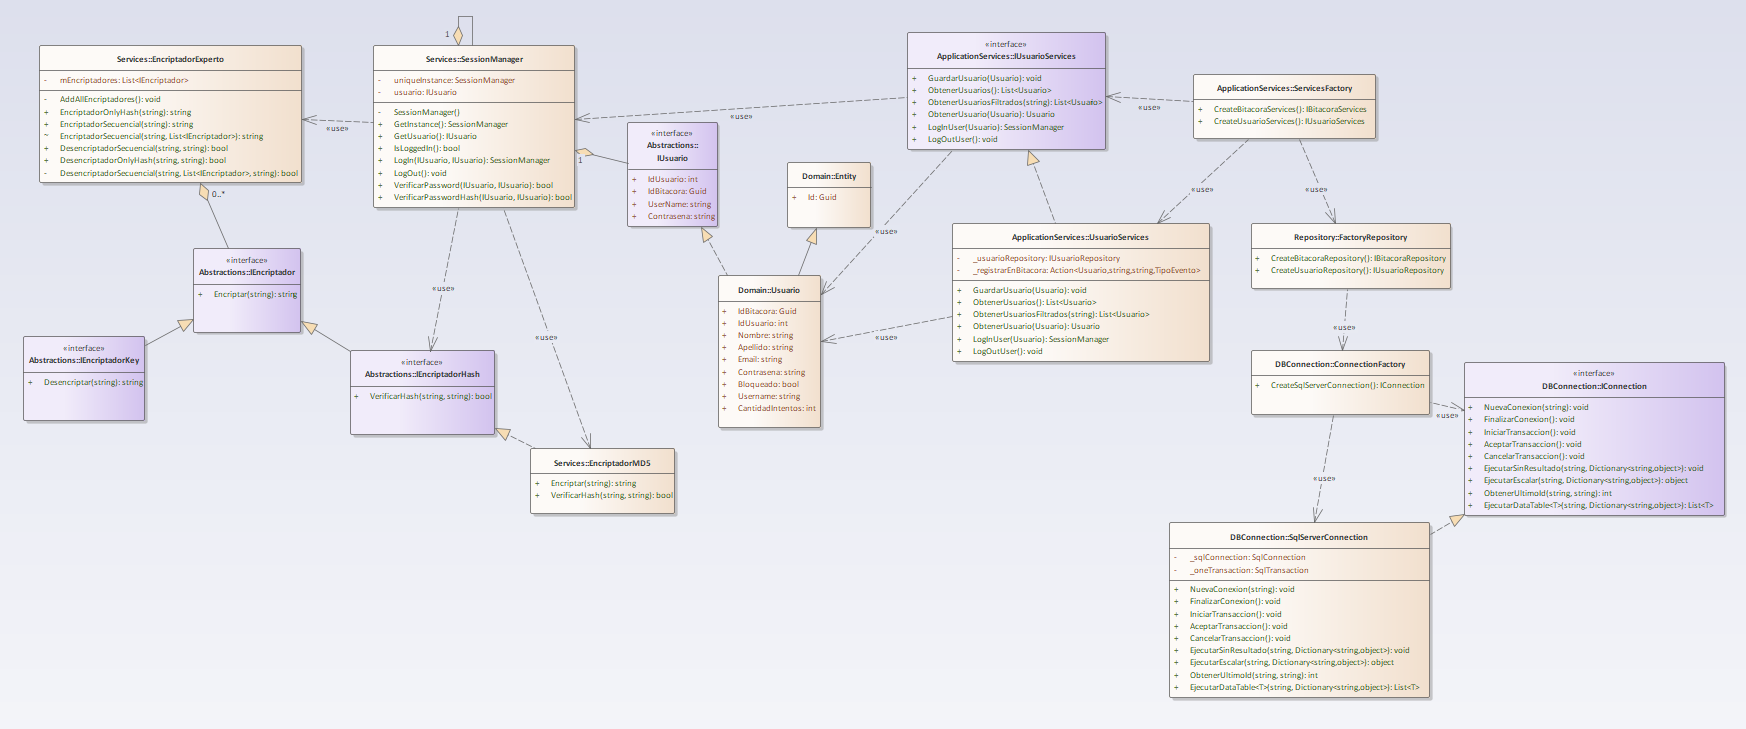 Services::EncriptadorExperto
- mEncriptadores: List<IEncriptador>
- AddAllEncriptadores(): void
+ EncriptadorOnlyHash(string): string
+ EncriptadorSecuencial(string): string
~ EncriptadorSecuencial(string, List<IEncriptador>): string
+ DesencriptadorSecuencial(string, string): bool
+ DesencriptadorOnlyHash(string, string): bool
- DesencriptadorSecuencial(string, List<IEncriptador>, string): bool
0..*
«use»
1
Services::SessionManager
- uniqueInstance: SessionManager
- usuario: IUsuario
- SessionManager()
+ GetInstance(): SessionManager
+ GetUsuario(): IUsuario
+ IsLoggedIn(): bool
+ LogIn(IUsuario, IUsuario): SessionManager
+ LogOut(): void
+ VerificarPassword(IUsuario, IUsuario): bool
+ VerificarPasswordHash(IUsuario, IUsuario): bool
1
«use»
«interface»
Abstractions::
IUsuario
+ IdUsuario: int
+ IdBitacora: Guid
+ UserName: string
+ Contrasena: string
Domain::Entity
+ Id: Guid
«interface»
ApplicationServices::IUsuarioServices
+ GuardarUsuario(Usuario): void
+ ObtenerUsuarios(): List<Usuario>
+ ObtenerUsuariosFiltrados(string): List<Usuario>
+ ObtenerUsuario(Usuario): Usuario
+ LogInUser(Usuario): SessionManager
+ LogOutUser(): void
«use»
ApplicationServices::ServicesFactory
+ CreateBitacoraServices(): IBitacoraServices
+ CreateUsuarioServices(): IUsuarioServices
«use»
«use»
«use»
«interface»
Abstractions::IEncriptador
+ Encriptar(string): string
«use»
«use»
Domain::Usuario
+ IdBitacora: Guid
+ IdUsuario: int
+ Nombre: string
+ Apellido: string
+ Email: string
+ Contrasena: string
+ Bloqueado: bool
+ Username: string
+ CantidadIntentos: int
«use»
ApplicationServices::UsuarioServices
- _usuarioRepository: IUsuarioRepository
- _registrarEnBitacora: Action<Usuario,string,string,TipoEvento>
+ GuardarUsuario(Usuario): void
+ ObtenerUsuarios(): List<Usuario>
+ ObtenerUsuariosFiltrados(string): List<Usuario>
+ ObtenerUsuario(Usuario): Usuario
+ LogInUser(Usuario): SessionManager
+ LogOutUser(): void
Repository::FactoryRepository
+ CreateBitacoraRepository(): IBitacoraRepository
+ CreateUsuarioRepository(): IUsuarioRepository
«use»
«interface»
Abstractions::IEncriptadorKey
+ Desencriptar(string): string
«interface»
Abstractions::IEncriptadorHash
+ VerificarHash(string, string): bool
DBConnection::ConnectionFactory
+ CreateSqlServerConnection(): IConnection
«use»
«use»
«interface»
DBConnection::IConnection
+ NuevaConexion(string): void
+ FinalizarConexion(): void
+ IniciarTransaccion(): void
+ AceptarTransaccion(): void
+ CancelarTransaccion(): void
+ EjecutarSinResultado(string, Dictionary<string,object>): void
+ EjecutarEscalar(string, Dictionary<string,object>): object
+ ObtenerUltimoId(string, string): int
+ EjecutarDataTable<T>(string, Dictionary<string,object>): List<T>
Services::EncriptadorMD5
+ Encriptar(string): string
+ VerificarHash(string, string): bool
DBConnection::SqlServerConnection
- _sqlConnection: SqlConnection
- _oneTransaction: SqlTransaction
+ NuevaConexion(string): void
+ FinalizarConexion(): void
+ IniciarTransaccion(): void
+ AceptarTransaccion(): void
+ CancelarTransaccion(): void
+ EjecutarSinResultado(string, Dictionary<string,object>): void
+ EjecutarEscalar(string, Dictionary<string,object>): object
+ ObtenerUltimoId(string, string): int
+ EjecutarDataTable<T>(string, Dictionary<string,object>): List<T>